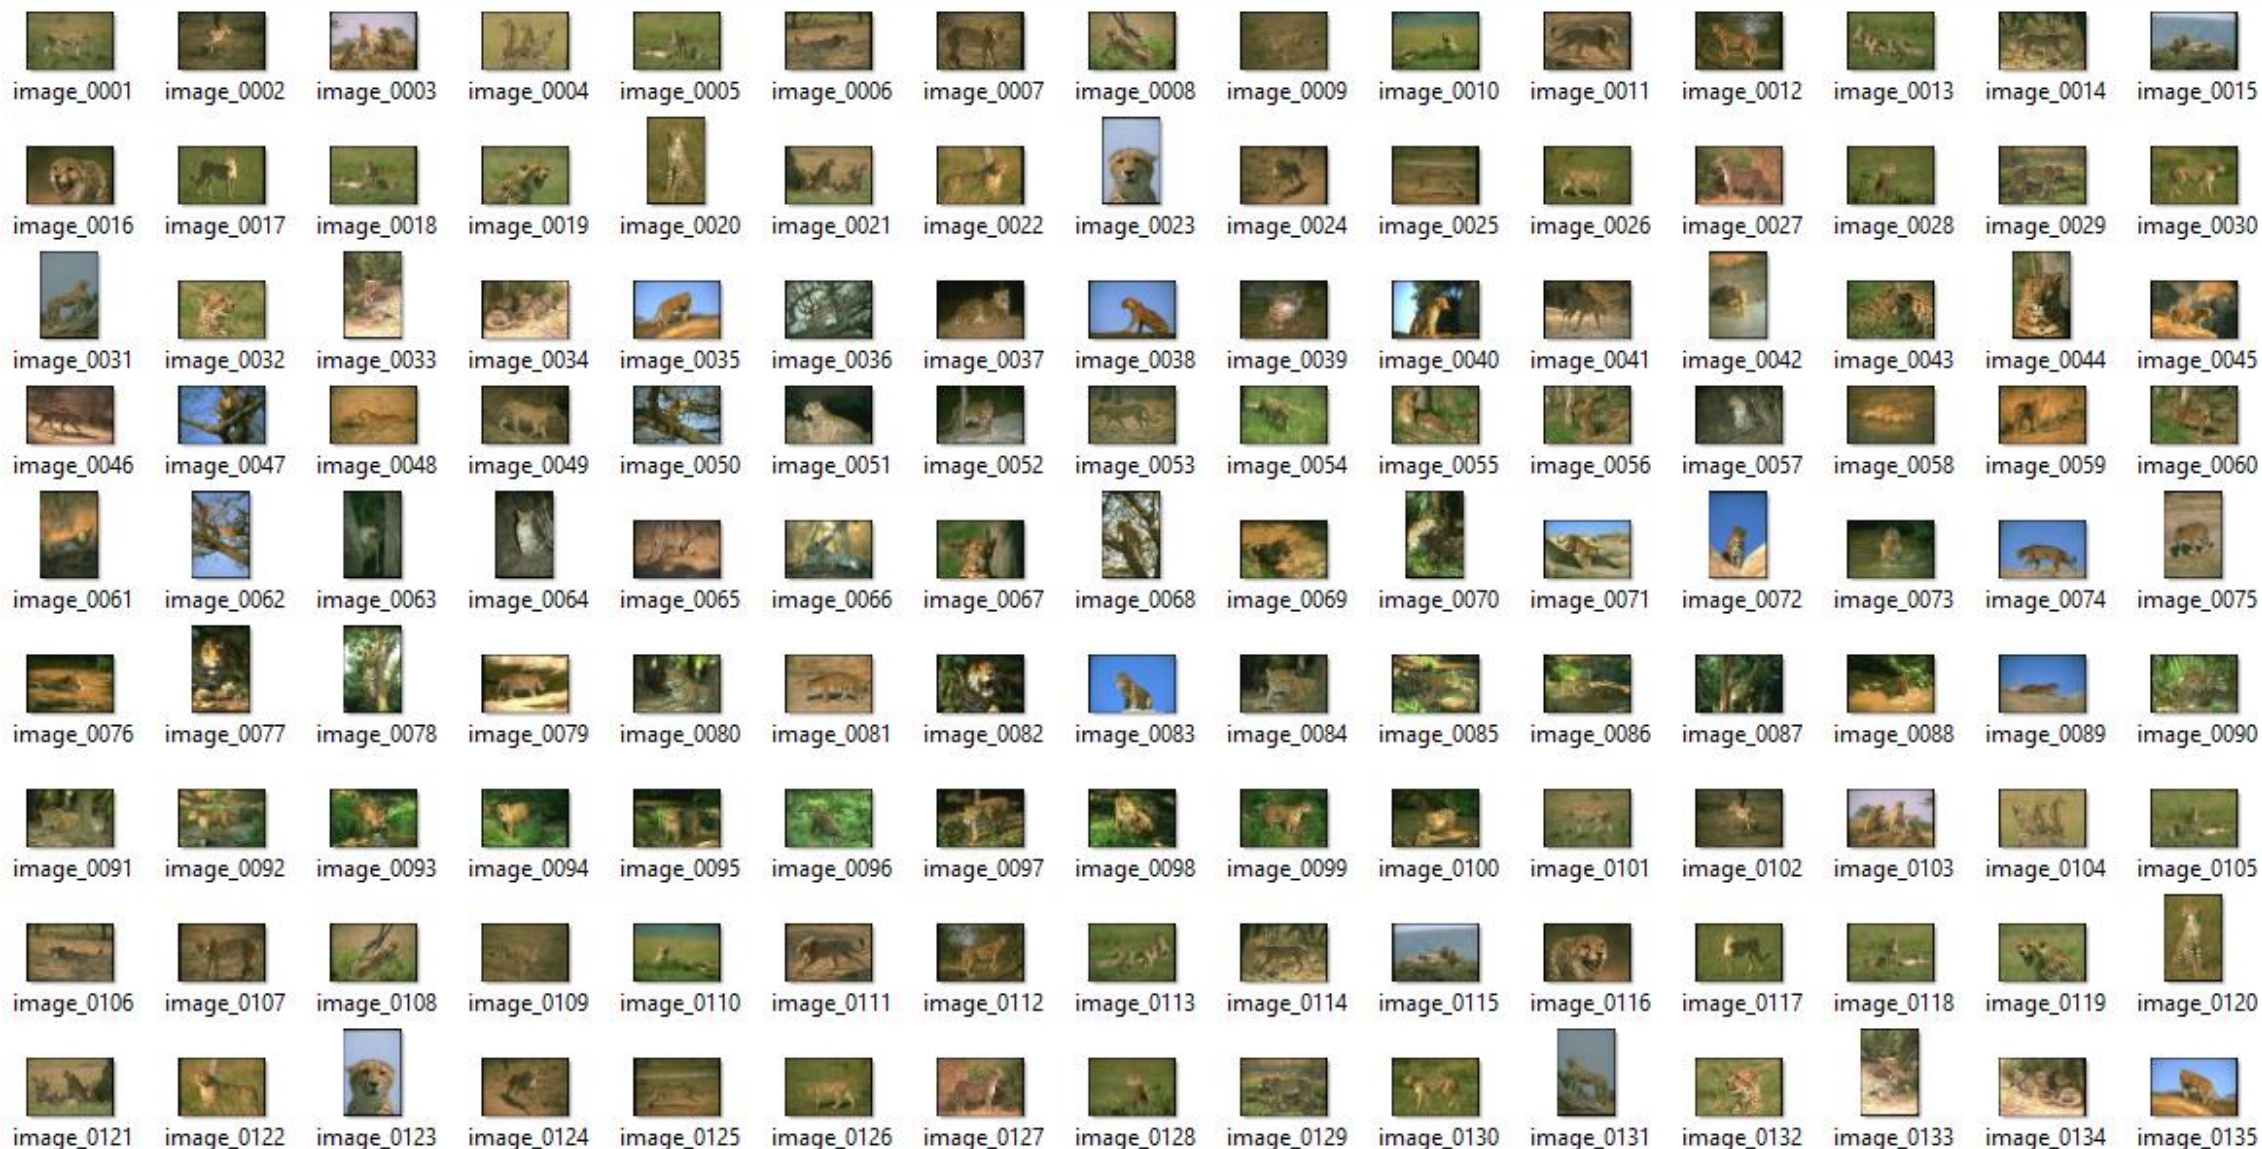 image_0001 image_0002 image_0003 image_0004 image_0005 image_0006 image_0007 image_0008 image_0009 image_0010 image_0011 image_0012 image_0013 image_0014 image_0015
image_0016 image_0017 image_0018 image_0019 image_0020 image_0021 image_0022 image_0023 image_0024 image_0025 image_0026 image_0027 image_0028 image_0029 image_0030
image_0031 image_0032 image_0033 image_0034 image_0035 image_0036 image_0037 image_0038 image_0039 image_0040 image_0041 image_0042 image_0043 image_0044 image_0045
image_0046 image_0047 image_0048 image_0049 image_0050 image_0051 image_0052 image_0053 image_0054 image_0055 image_0056 image_0057 image_0058 image_0059 image_0060
image_0061 image_0062 image_0063 image_0064 image_0065 image_0066 image_0067 image_0068 image_0069 image_0070 image_0071 image_0072 image_0073 image_0074 image_0075
image_0076 image_0077 image_0078 image_0079 image_0080 image_0081 image_0082 image_0083 image_0084 image_0085 image_0086 image_0087 image_0088 image_0089 image_0090
image_0091 image_0092 image_0093 image_0094 image_0095 image_0096 image_0097 image_0098 image_0099 image_0100 image_0101 image_0102 image_0103 image_0104 image_0105
image_0106 image_0107 image_0108 image_0109 image_0110 image_0111 image_0112 image_0113 image_0114 image_0115 image_0116 image_0117 image_0118 image_0119 image_0120
image_0121 image_0122 image_0123 image_0124 image_0125 image_0126 image_0127 image_0128 image_0129 image_0130 image_0131 image_0132 image_0133 image_0134 image_0135